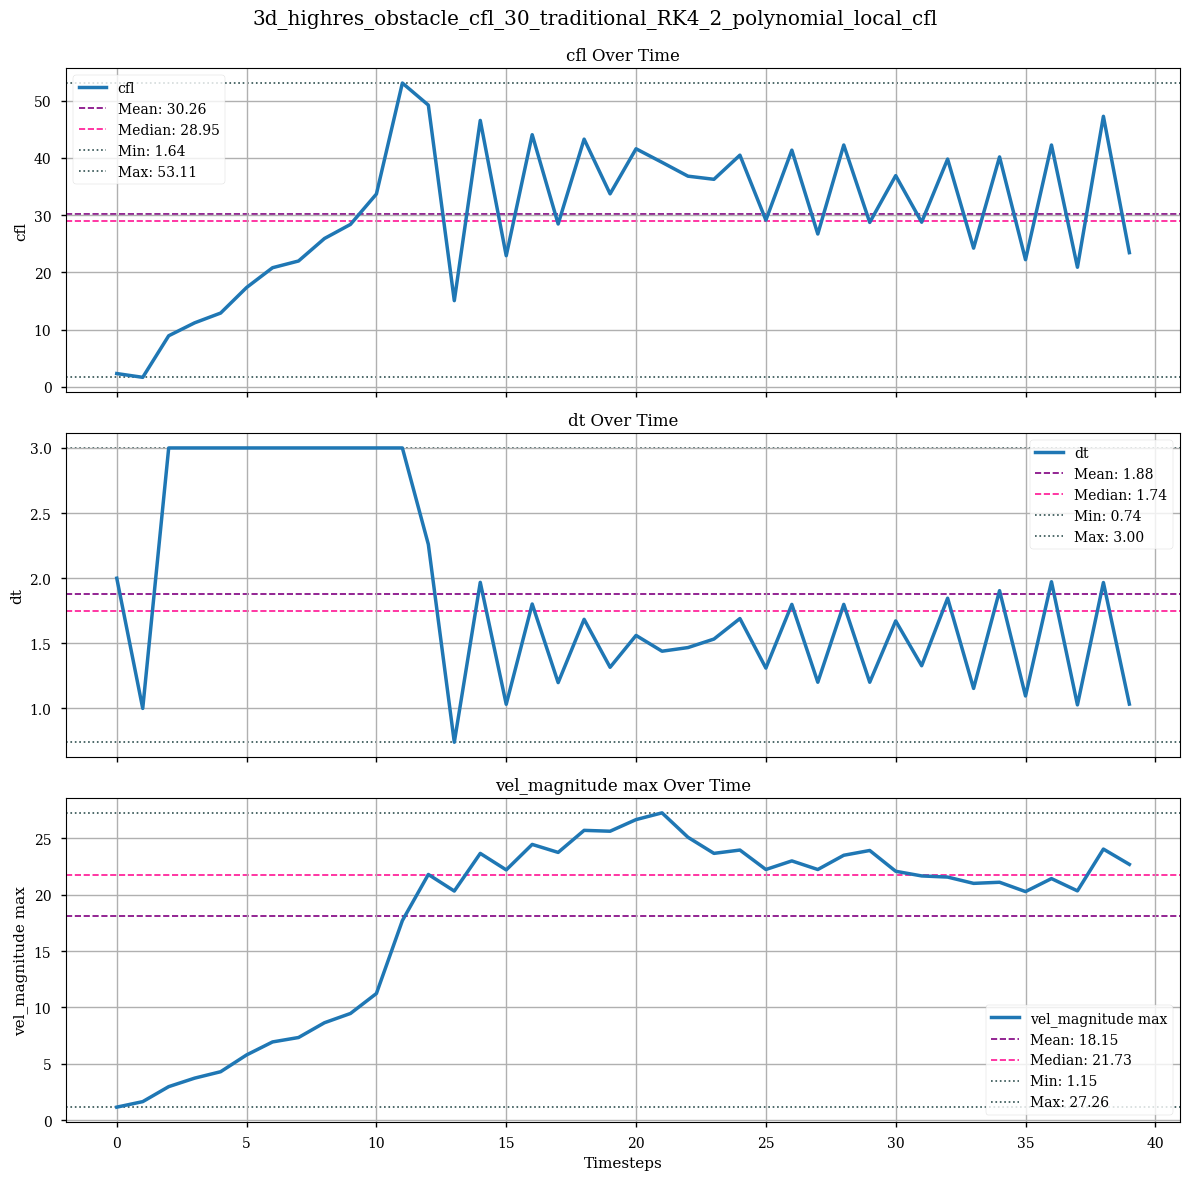 3d_highres_obstacle_cfl_30_traditional_RK4_2_polynomial_local_cfl
cfl Over Time
cfl
Mean: 30.26
Median: 28.95
Min: 1.64
Max: 53.11
50
40
30
20
10
0
cfl
dt Over Time
dt
Mean: 1.88
Median: 1.74
Min: 0.74
Max: 3.00
3.0
2.5
2.0
1.5
1.0
dt
vel_magnitude max Over Time
vel_magnitude max
Mean: 18.15
Median: 21.73
Min: 1.15
Max: 27.26
25
20
15
10
5
0
vel_magnitude max
0 5 10 15 20 25 30 35 40
Timesteps